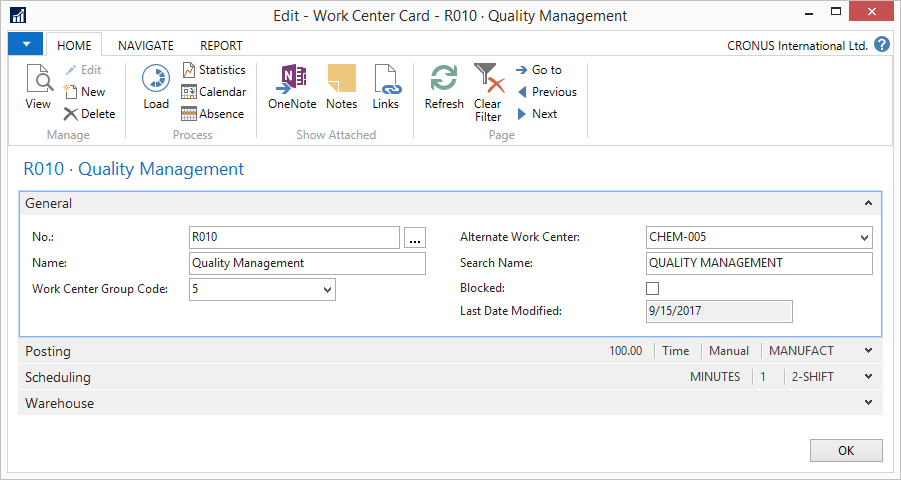 Edit - Work Center Card - R010 · Quality Management
HOME NAVIGATE REPORT CRONUS International Ltd. ?
View Edit New Delete Load Statistics Calendar Absence OneNote Notes Links Refresh Clear Filter Go to Previous Next
Manage Process Show Attached Page
R010 · Quality Management
General
No.: R010 ... Alternate Work Center: CHEM-005
Name: Quality Management Search Name: QUALITY MANAGEMENT
Work Center Group Code: 5 Blocked:
Last Date Modified: 9/15/2017
Posting 100.00 Time Manual MANUFACT
Scheduling MINUTES 1 2-SHIFT
Warehouse
OK